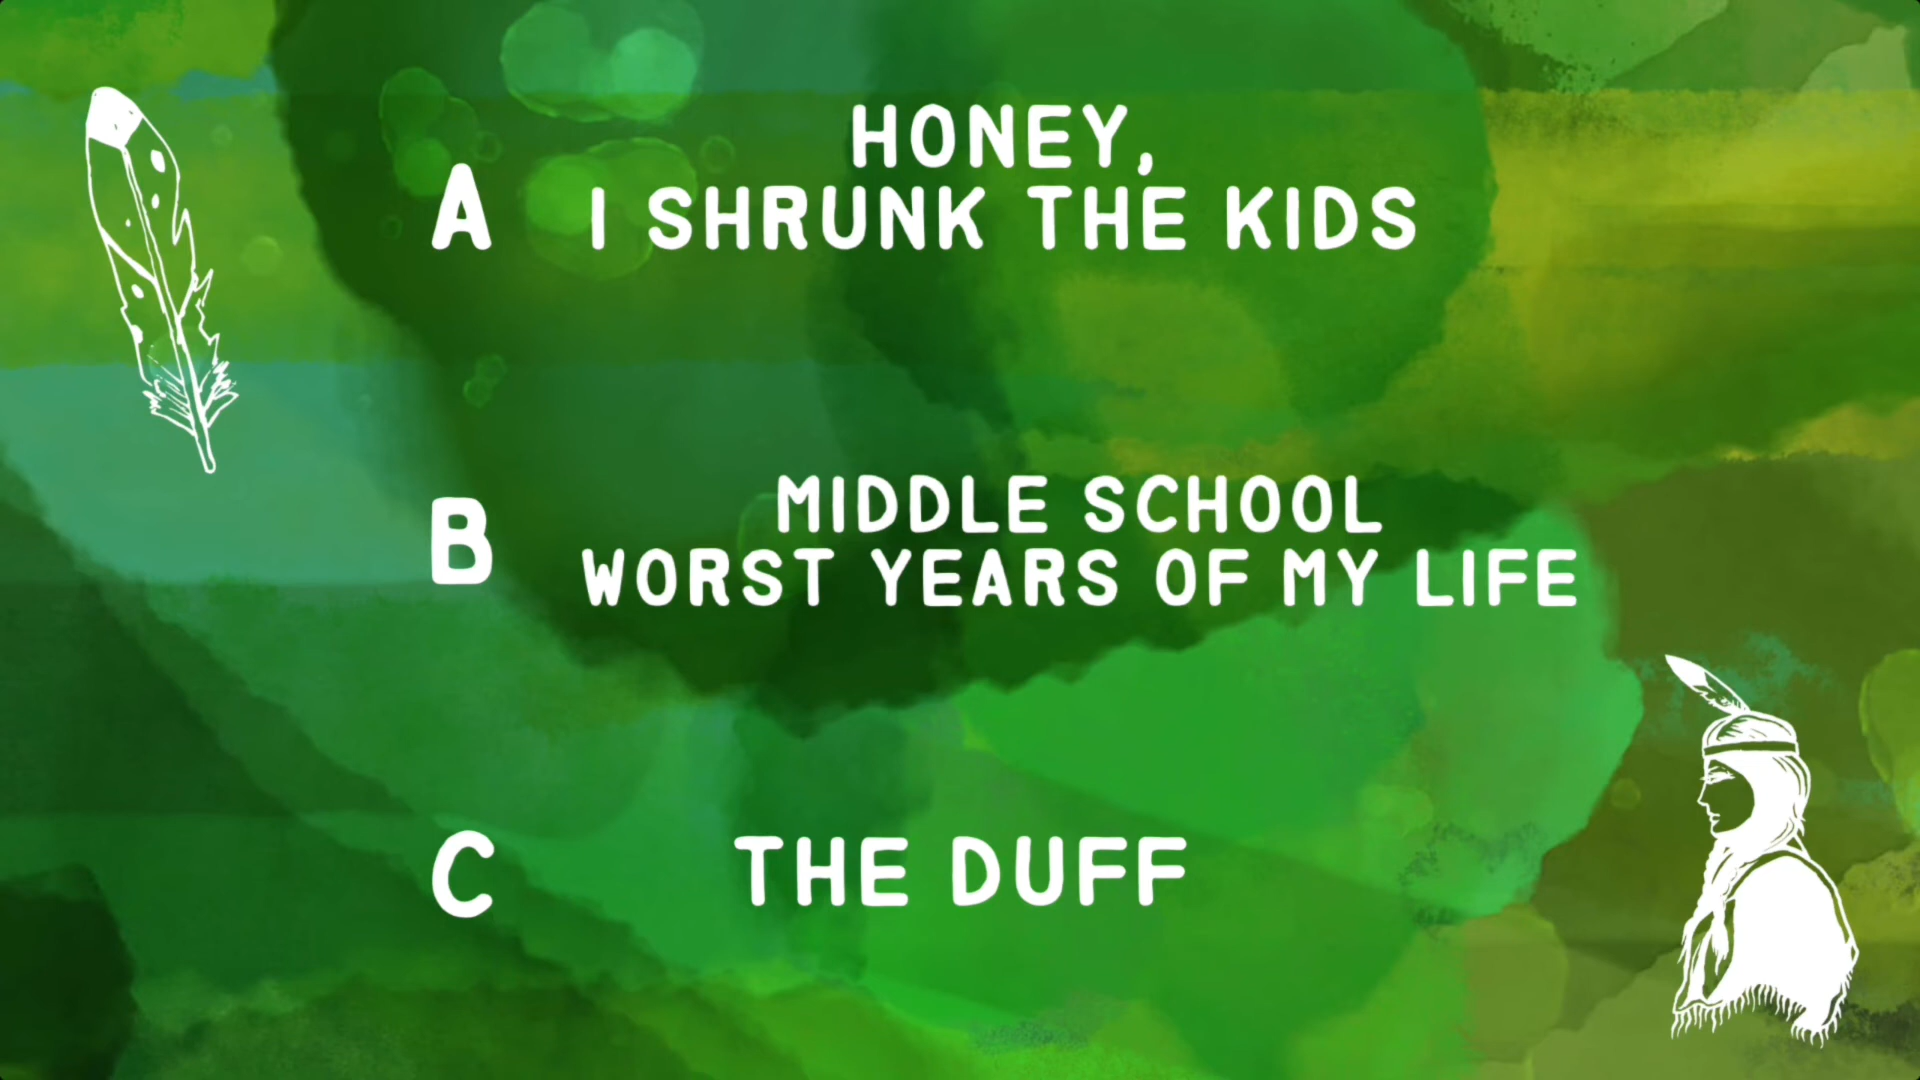 A
HONEY,
I SHRUNK THE KIDS
B
MIDDLE SCHOOL
WORST YEARS OF MY LIFE
C
THE DUFF